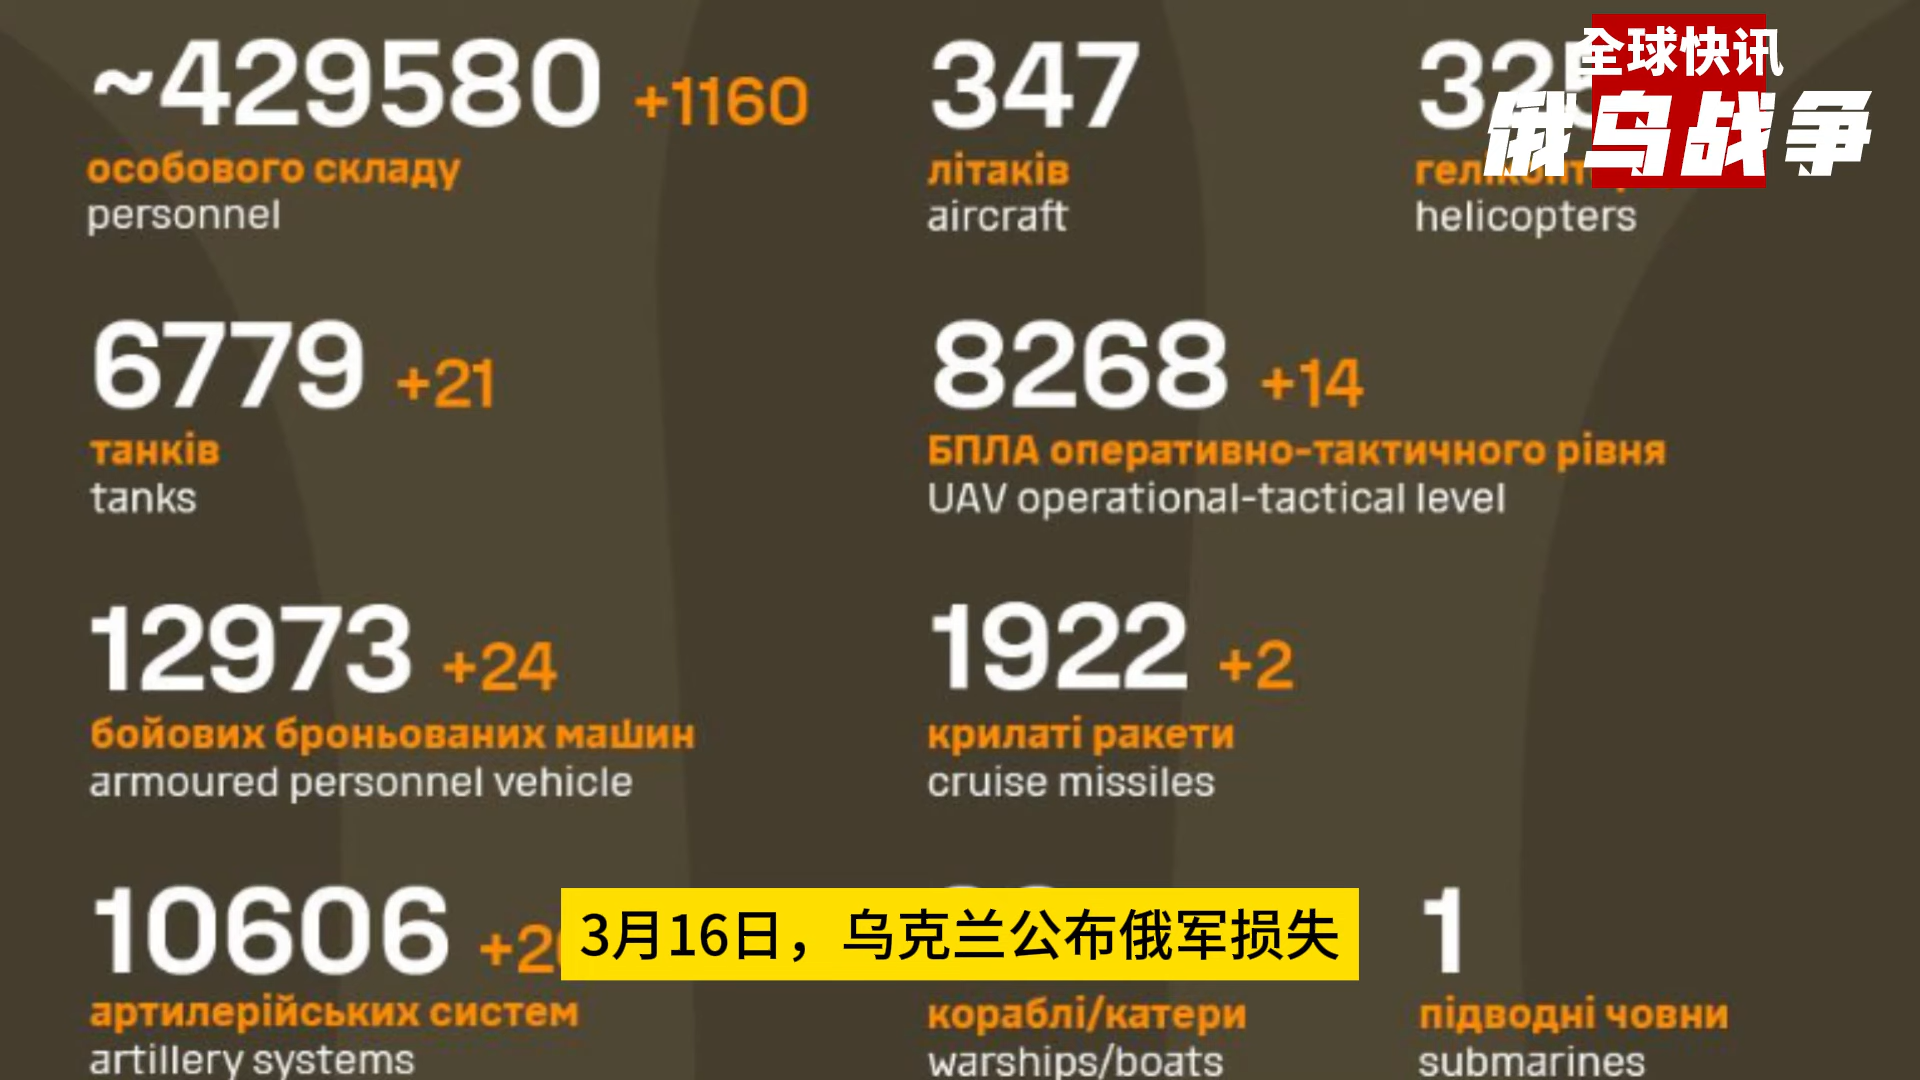 ~429580 +1160
особового складу
personnel
347
літаків
aircraft
helicopters
全球快讯
俄乌战争
6779 +21
танків
tanks
8268 +14
БПЛА оперативно-тактичного рівня
UAV operational-tactical level
12973 +24
бойових броньованих машин
armoured personnel vehicle
1922 +2
крилаті ракети
cruise missiles
10606
артилерійських систем
artillery systems
кораблі/катери
warships/boats
1
підводні човни
submarines
3月16日，乌克兰公布俄军损失